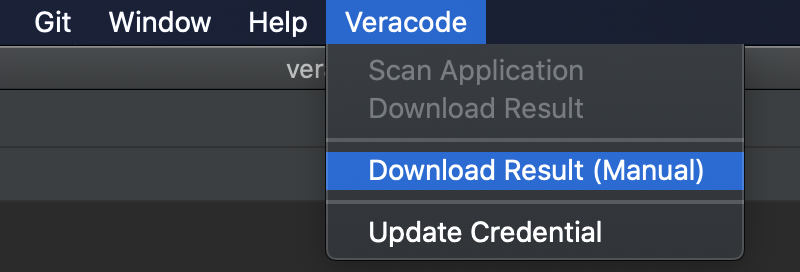 Git Window Help Veracode
Scan Application
Download Result
Download Result (Manual)
Update Credential